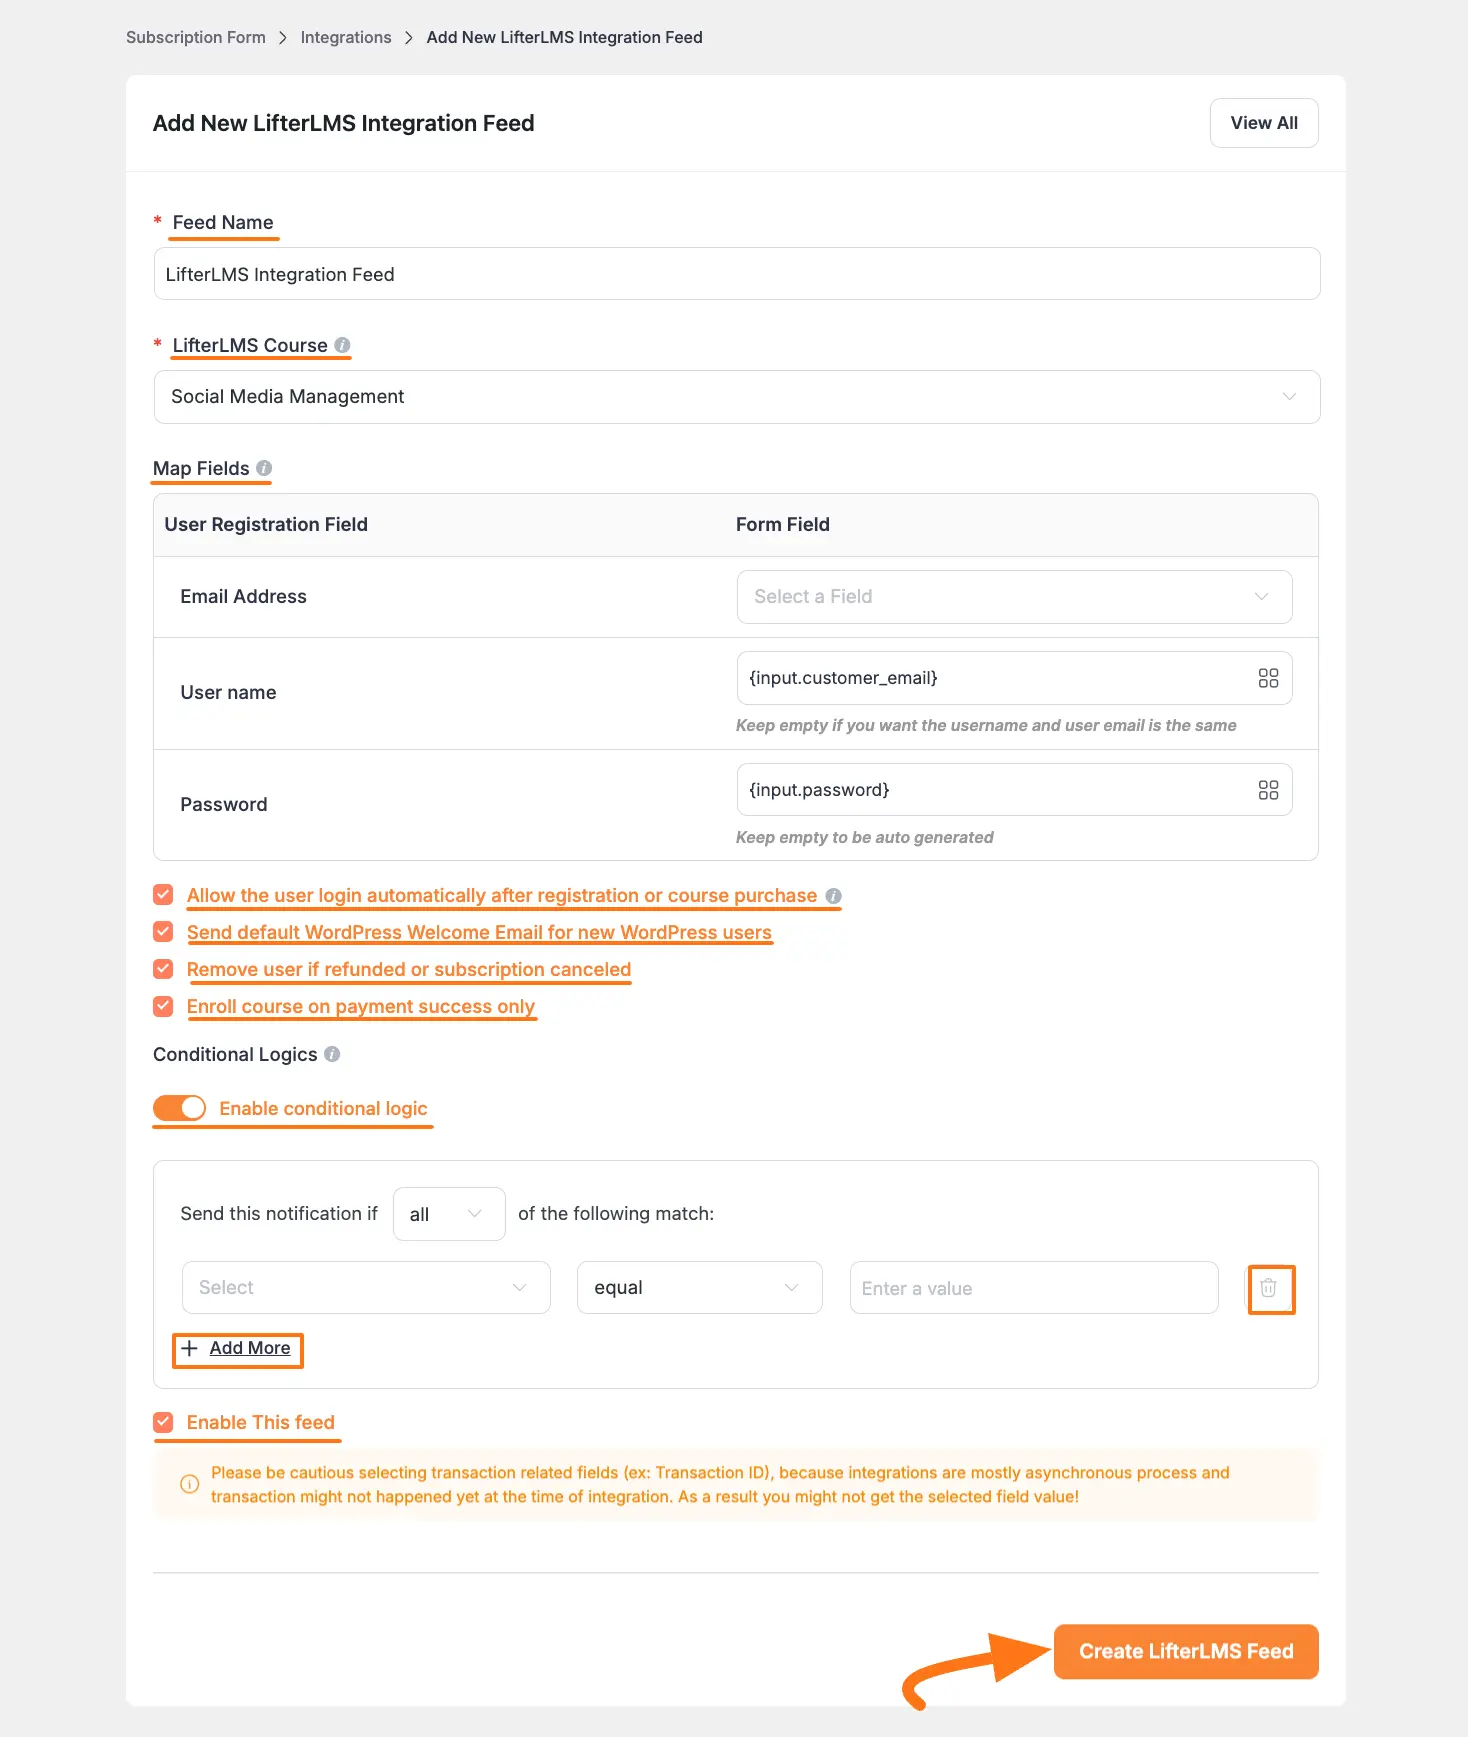 Subscription Form > Integrations > Add New LifterLMS Integration Feed
Add New LifterLMS Integration Feed
View All
* Feed Name
LifterLMS Integration Feed
* LifterLMS Course
Social Media Management
Map Fields
User Registration Field
Form Field
Email Address
Select a Field
User name
{input.customer_email}
Keep empty if you want the username and user email is the same
Password
{input.password}
Keep empty to be auto generated
Allow the user login automatically after registration or course purchase
Send default WordPress Welcome Email for new WordPress users
Remove user if refunded or subscription canceled
Enroll course on payment success only
Conditional Logics
Enable conditional logic
Send this notification if all of the following match:
Select
equal
Enter a value
+ Add More
Enable This feed
Please be cautious selecting transaction related fields (ex: Transaction ID), because integrations are mostly asynchronous process and
transaction might not happened yet at the time of integration. As a result you might not get the selected field value!
Create LifterLMS Feed